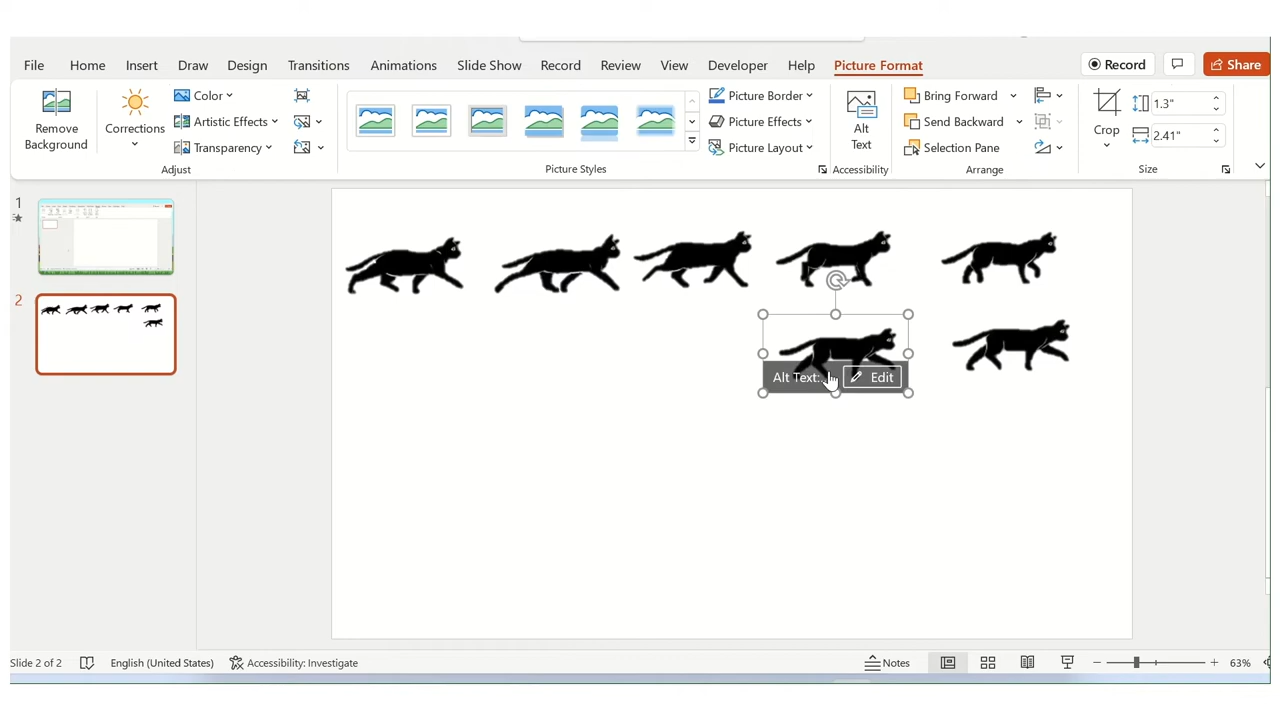 File Home Insert Draw Design Transitions Animations Slide Show Record Review View Developer Help Picture Format Record Share
Remove Background
Corrections
Color
Artistic Effects
Transparency
Adjust
Picture Styles
Picture Border
Picture Effects
Picture Layout
Alt Text
Accessibility
Bring Forward
Send Backward
Selection Pane
Arrange
Crop
1.3"
2.41"
Size
1
2
Alt Text:... Edit
Slide 2 of 2 English (United States) Accessibility: Investigate Notes 63%